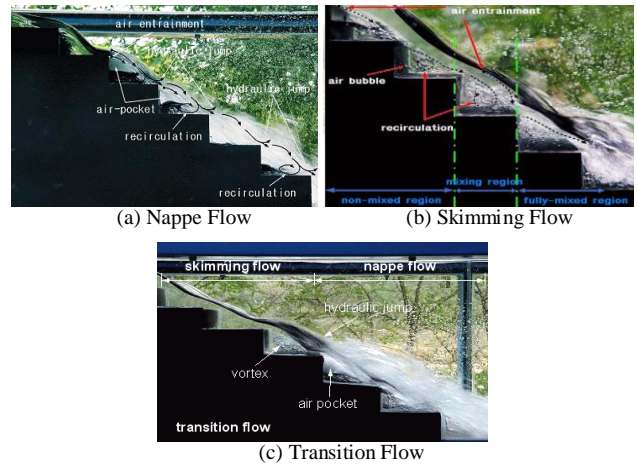 air entrainment
hydraulic jump
hydraulic jump
air-pocket
recirculation
recirculation
(a) Nappe Flow
air entrainment
air bubble
recirculation
mixing region
non-mixed region
fully-mixed region
(b) Skimming Flow
skimming flow
nappe flow
hydraulic jump
vortex
air pocket
transition flow
(c) Transition Flow